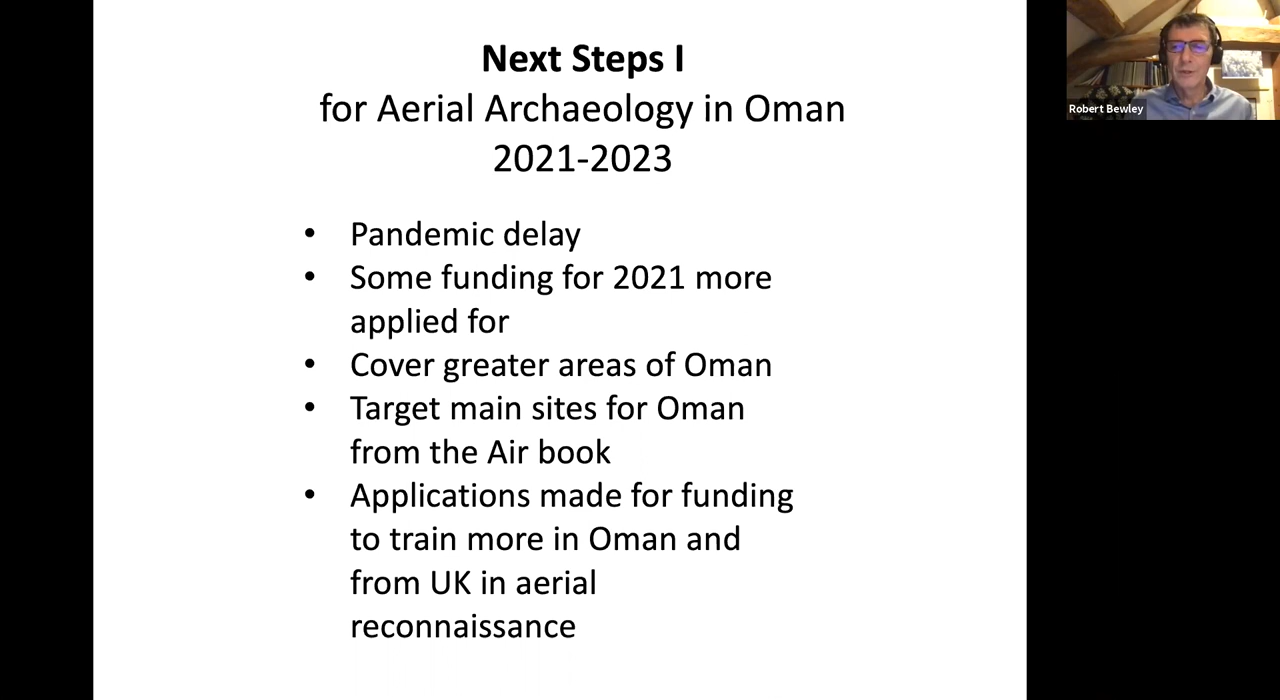 Next Steps I
for Aerial Archaeology in Oman
2021-2023
• Pandemic delay
• Some funding for 2021 more
applied for
• Cover greater areas of Oman
• Target main sites for Oman
from the Air book
• Applications made for funding
to train more in Oman and
from UK in aerial
reconnaissance
Robert Bewley